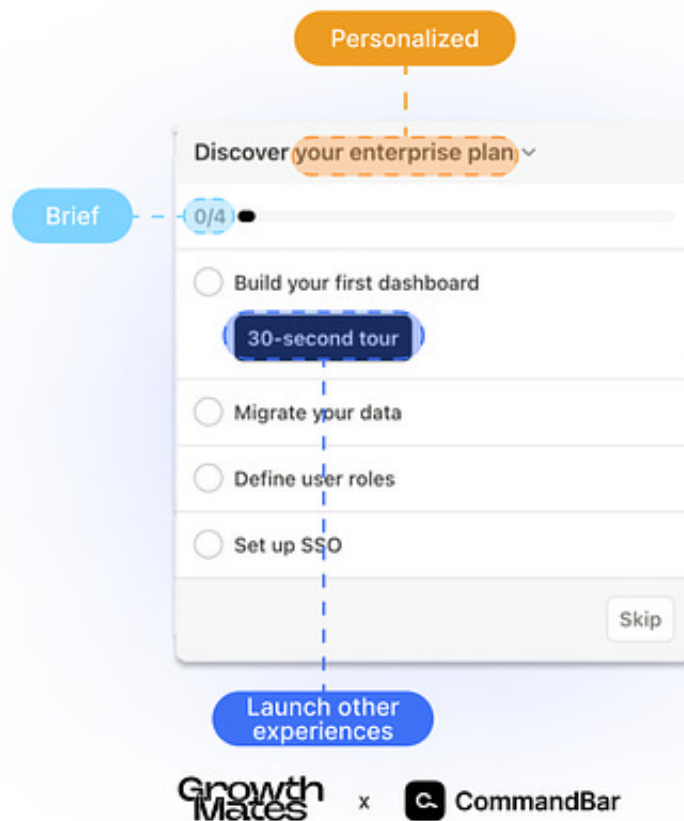 Personalized
Discover your enterprise plan
Brief
0/4
Build your first dashboard
30-second tour
Migrate your data
Define user roles
Set up SSO
Skip
Launch other
experiences
Growth
Mates
x
CommandBar